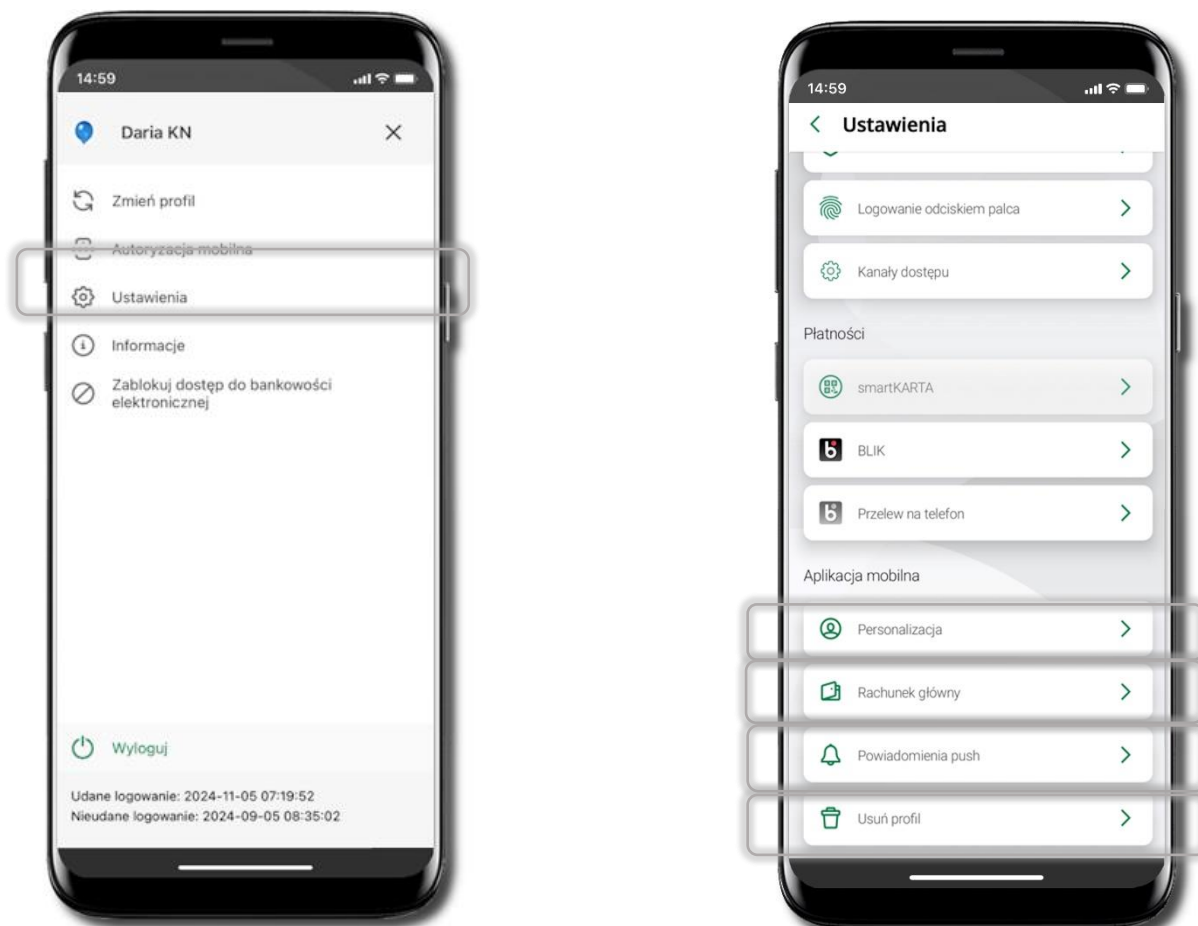 14:59
Daria KN
Zmień profil
Autoryzacja mobilna
Ustawienia
Informacje
Zablokuj dostęp do bankowości
elektronicznej
Wyloguj
Udane logowanie: 2024-11-05 07:19:52
Nieudane logowanie: 2024-09-05 08:35:02
14:59
Ustawienia
Logowanie odciskiem palca
Kanały dostępu
Płatności
smartKARTA
BLIK
Przelew na telefon
Aplikacja mobilna
Personalizacja
Rachunek główny
Powiadomienia push
Usuń profil